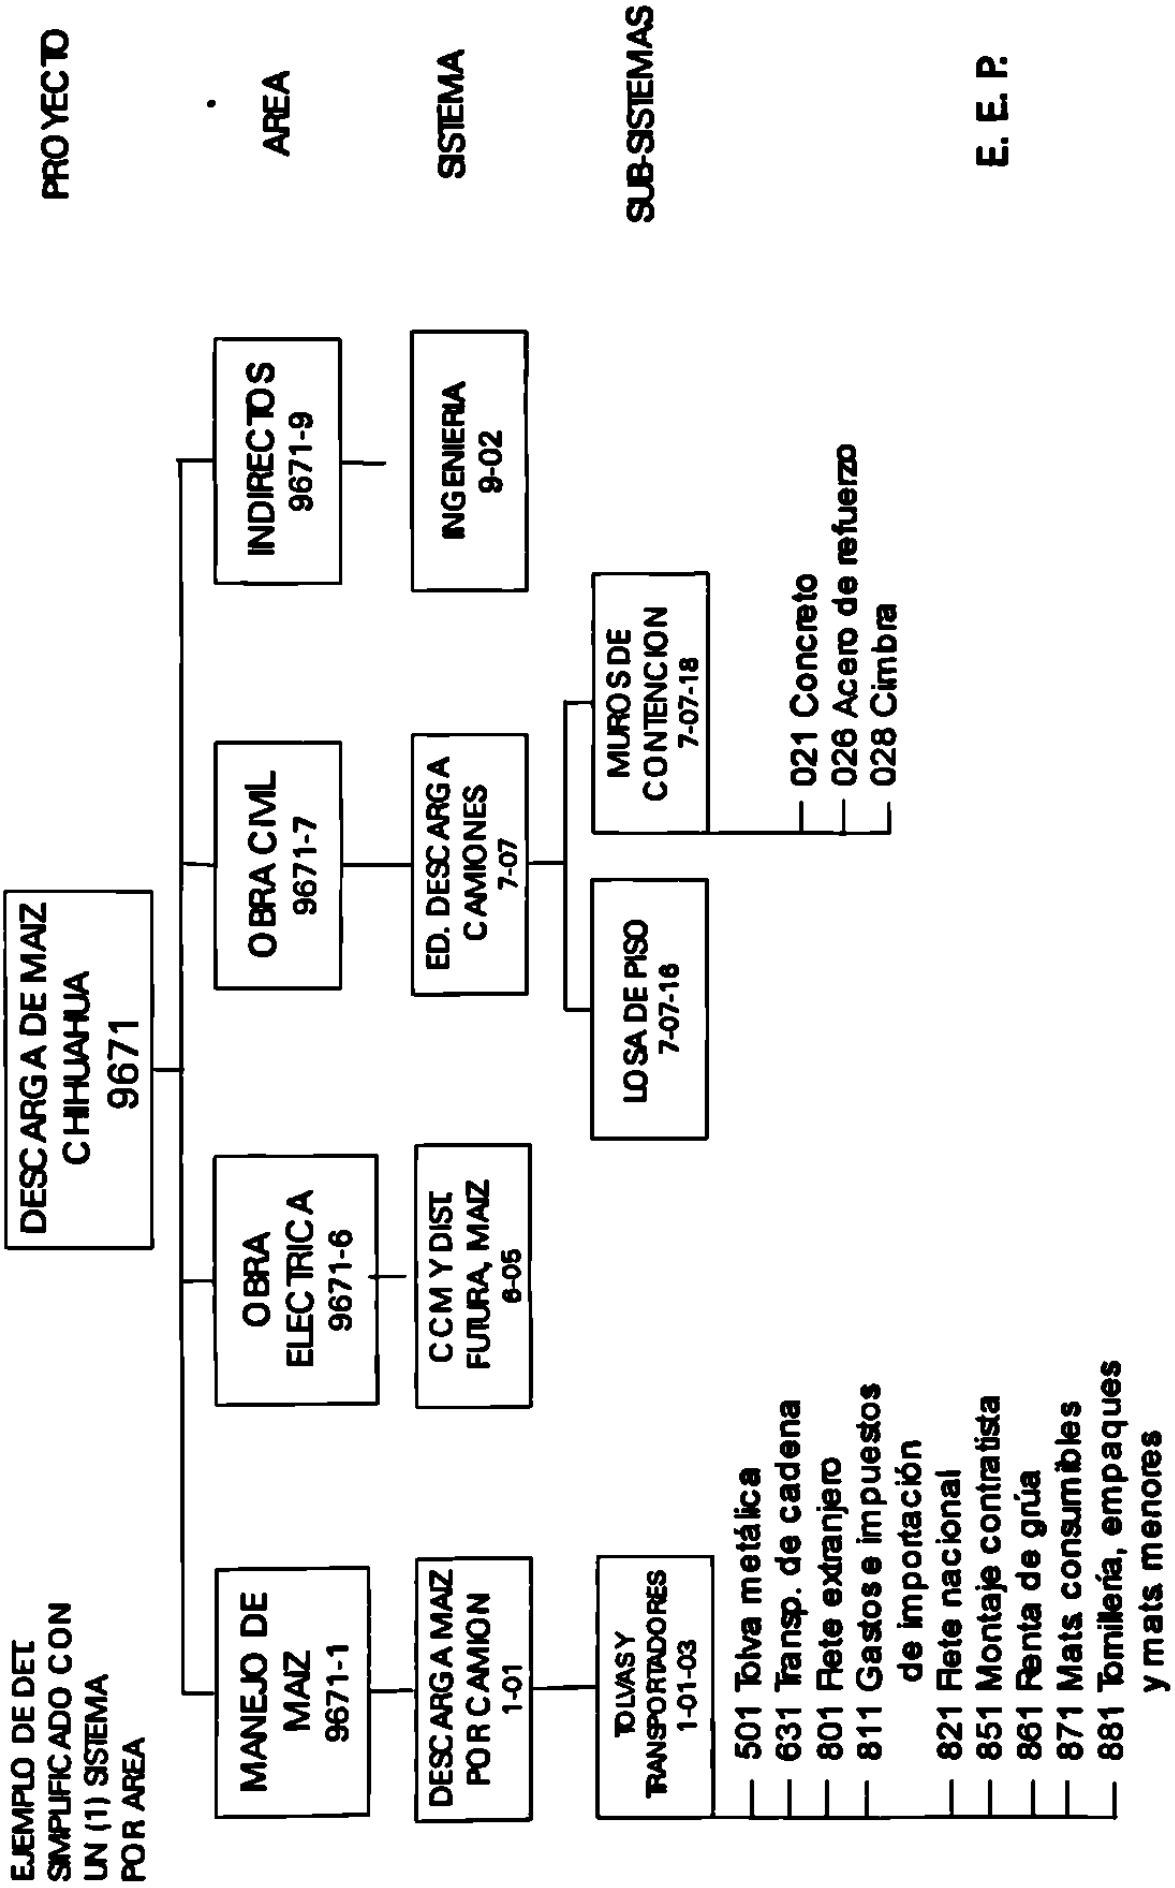 EJEMPLO DE DET.
SIMPLIFICADO CON
UN (1) SISTEMA
POR AREA
DESCARGA DE MAIZ
CHIHUAHUA
9671
PROYECTO
MANEJO DE
MAIZ
9671-1
OBRA
ELECTRICA
9671-6
OBRA CIVIL
9671-7
INDIRECTOS
9671-9
AREA
DESCARGA MAIZ
POR CAMION
1-01
CCM Y DIST.
FUTURA, MAIZ
6-05
ED. DESCARGA
CAMIONES
7-07
INGENIERIA
9-02
SISTEMA
TOLVAS Y
TRANSPORTADORES
1-01-03
LOSA DE PISO
7-07-16
MUROS DE
CONTENCION
7-07-18
SUB-SISTEMAS
501 Tolva metálica
631 Transp. de cadena
801 Flete extranjero
811 Gastos e impuestos
de importación
821 Flete nacional
851 Montaje contratista
861 Renta de grúa
871 Mats. consumibles
881 Tornillería, empaques
y mats. menores
021 Concreto
026 Acero de refuerzo
028 Cimbra
E. E. P.